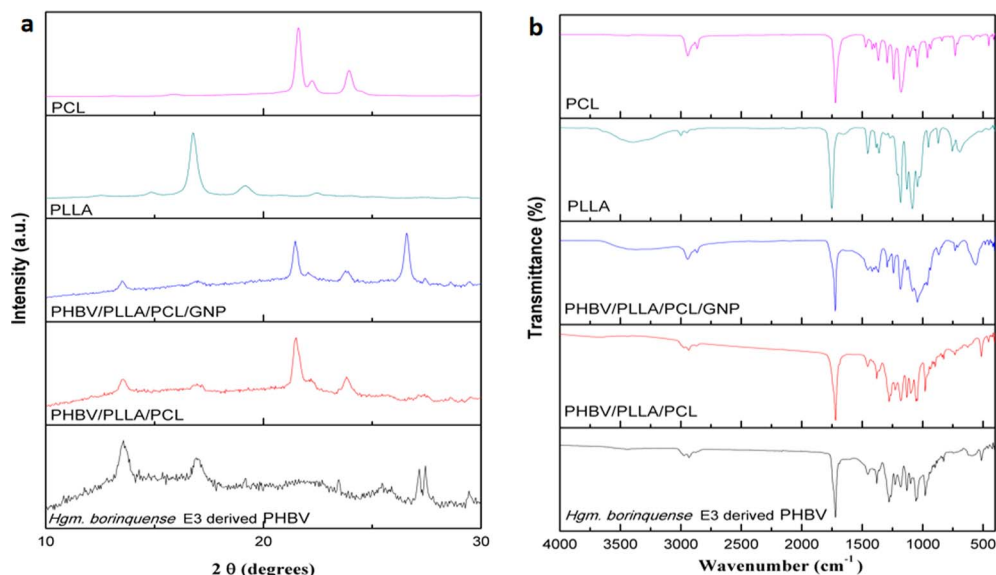 a
Intensity (a.u.)
PCL
PLLA
PHBV/PLLA/PCL/GNP
PHBV/PLLA/PCL
Hgm. borinquense E3 derived PHBV
10 20 30
2 θ (degrees)
b
Transmittance (%)
PCL
PLLA
PHBV/PLLA/PCL/GNP
PHBV/PLLA/PCL
Hgm. borinquense E3 derived PHBV
4000 3500 3000 2500 2000 1500 1000 500
Wavenumber (cm⁻¹)